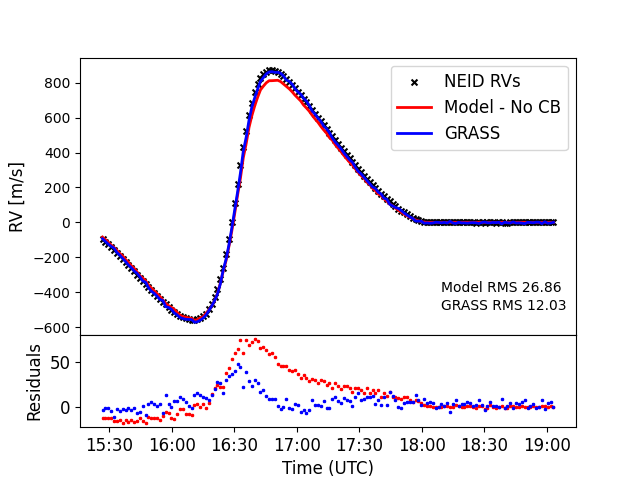 800
600
400
200
0
−200
−400
−600
RV [m/s]
NEID RVs
Model - No CB
GRASS
Model RMS 26.86
GRASS RMS 12.03
50
0
Residuals
15:30 16:00 16:30 17:00 17:30 18:00 18:30 19:00
Time (UTC)